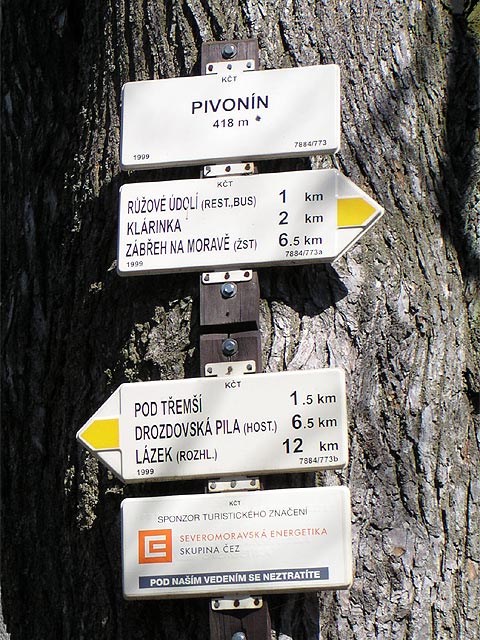 KČT
PIVONÍN
418 m
1999 7884/773
KČT
RŮŽOVÉ ÚDOLÍ (REST.,BUS) 1 km
KLÁRINKA 2 km
ZÁBŘEH NA MORAVĚ (ŽST) 6.5 km
1999 7884/773a
KČT
POD TŘEMŠÍ 1.5 km
DROZDOVSKÁ PILA (HOST.) 6.5 km
LÁZEK (ROZHL.) 12 km
1999 7884/773b
KČT
SPONZOR TURISTICKÉHO ZNAČENÍ
SEVEROMORAVSKÁ ENERGETIKA
SKUPINA ČEZ
POD NAŠÍM VEDENÍM SE NEZTRATÍTE